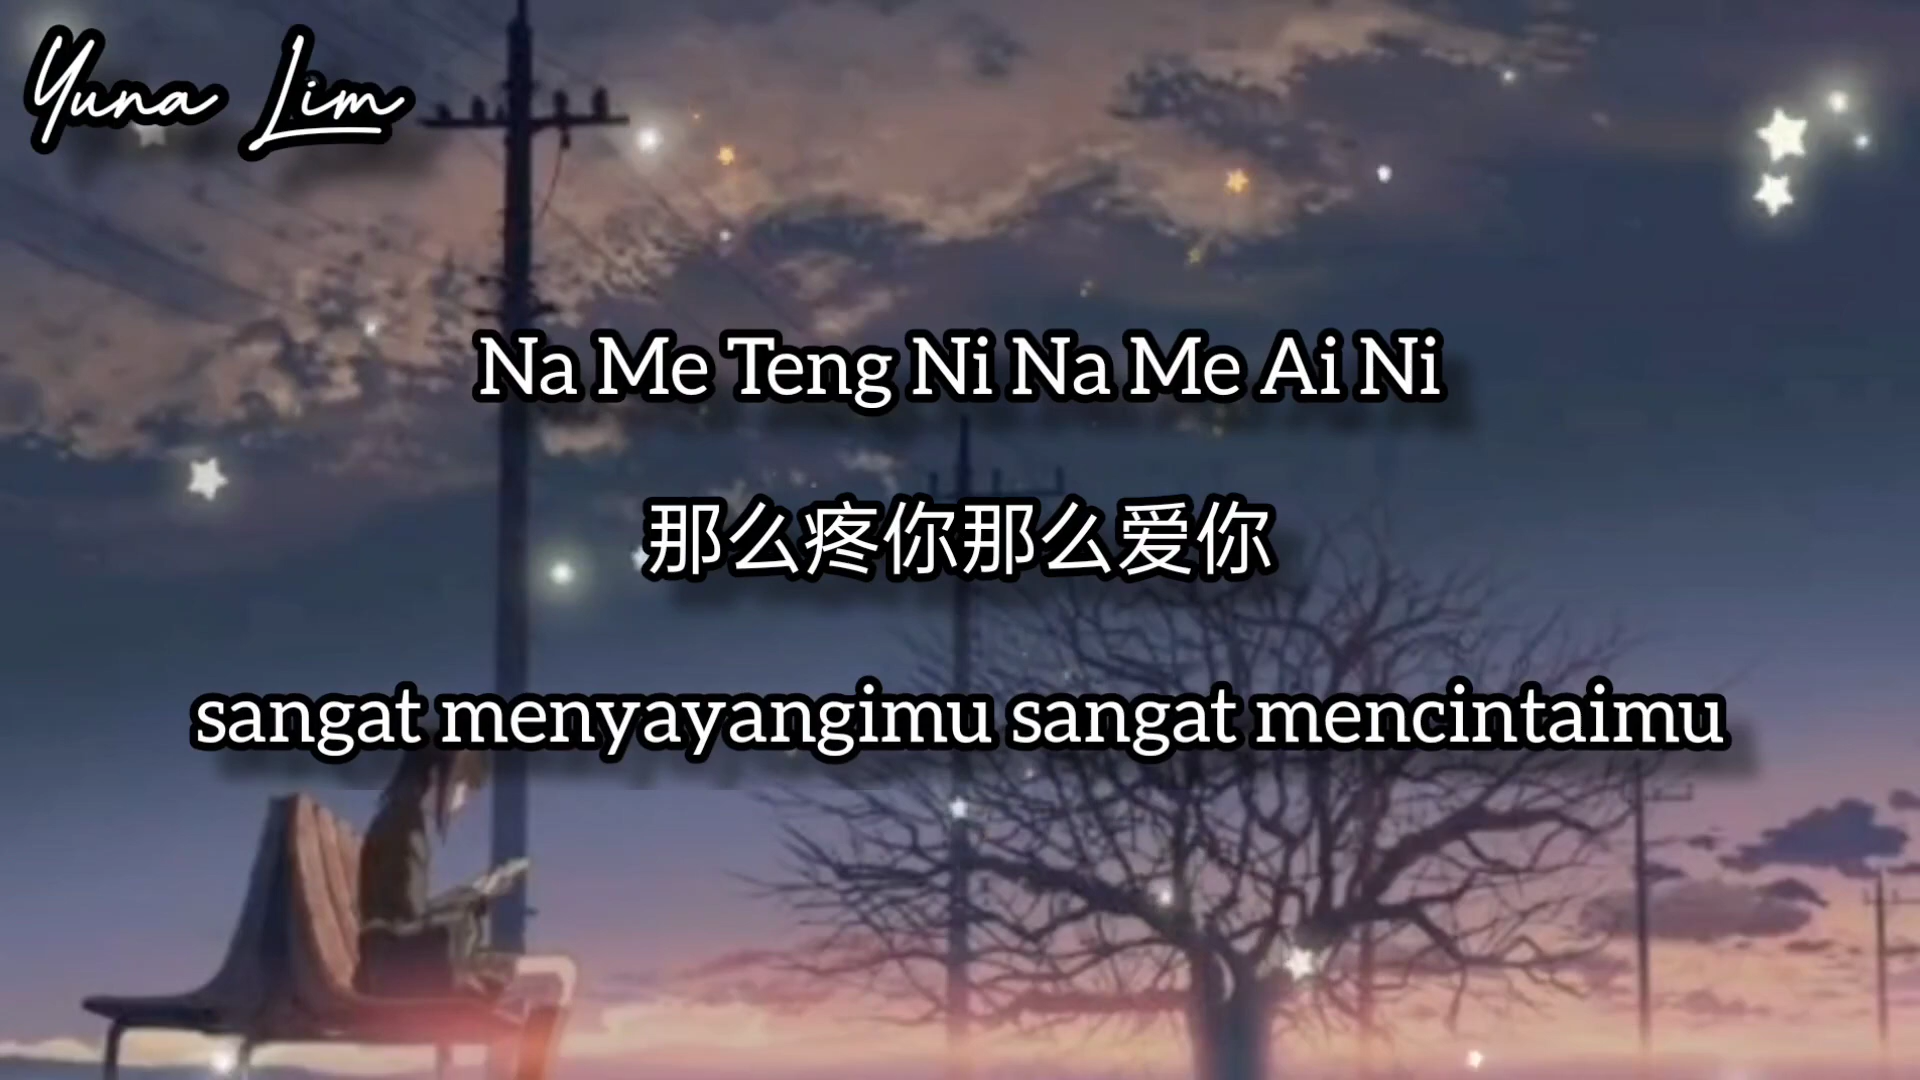 Yuna Lim
Na Me Teng Ni Na Me Ai Ni
那么疼你那么爱你
sangat menyayangimu sangat mencintaimu